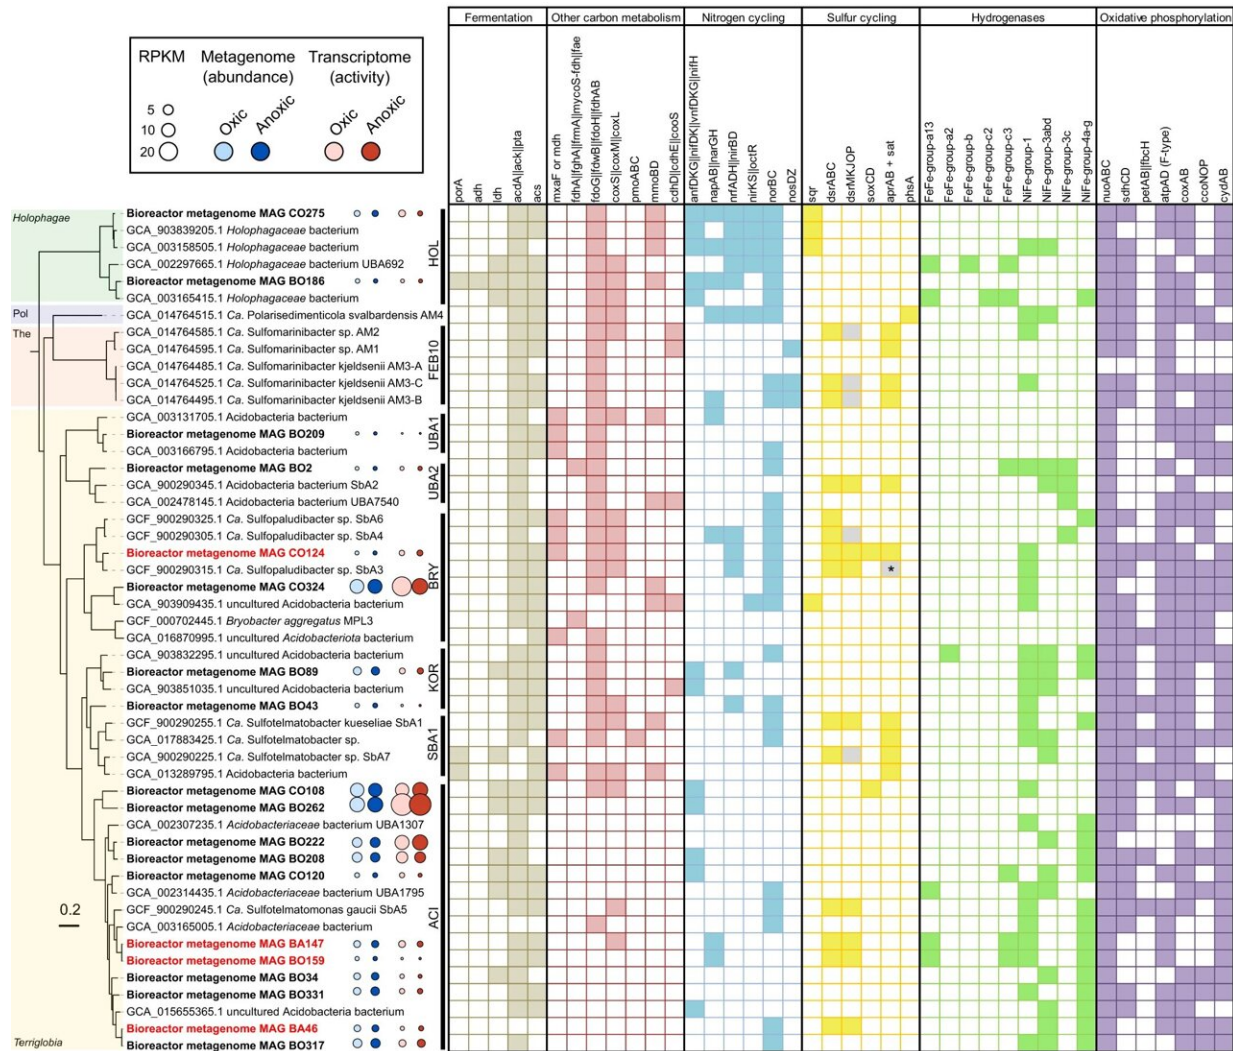 Fermentation Other carbon metabolism Nitrogen cycling Sulfur cycling Hydrogenases Oxidative phosphorylation
RPKM Metagenome (abundance) Transcriptome (activity)
5
10
20
Oxic Anoxic Oxic Anoxic
porA
adh
ldh
acdA||ack||pta
acs
mxaF or mdh
fdhA||fghA||frmA||mycoS-fdh||fae
fdoG||fdwB||fdoH||fdhAB
coxS||coxM||coxL
pmoABC
mmoBD
cdhD||cdhE||cooS
anfDKG||nifDK||vnfDKG||nifH
napAB||narGH
nrfADH||nirBD
nirKS||octR
norBC
nosDZ
sqr
dsrABC
dsrMKJOP
soxCD
aprAB + sat
phsA
FeFe-group-a13
FeFe-group-a2
FeFe-group-b
FeFe-group-c2
FeFe-group-c3
NiFe-group-1
NiFe-group-3abd
NiFe-group-3c
NiFe-group-4a-g
nuoABC
sdhCD
petAB||fbcH
atpAD (F-type)
coxAB
ccoNOP
cydAB
Holophagae
Bioreactor metagenome MAG CO275
GCA_903839205.1 Holophagaceae bacterium
GCA_003158505.1 Holophagaceae bacterium
GCA_002297665.1 Holophagaceae bacterium UBA692
Bioreactor metagenome MAG BO186
GCA_003165415.1 Holophagaceae bacterium
HOL
Pol
GCA_014764515.1 Ca. Polarisedimenticola svalbardensis AM4
The
GCA_014764585.1 Ca. Sulfomarinibacter sp. AM2
GCA_014764595.1 Ca. Sulfomarinibacter sp. AM1
GCA_014764485.1 Ca. Sulfomarinibacter kjeldsenii AM3-A
GCA_014764525.1 Ca. Sulfomarinibacter kjeldsenii AM3-C
GCA_014764495.1 Ca. Sulfomarinibacter kjeldsenii AM3-B
FEB10
GCA_003131705.1 Acidobacteria bacterium
Bioreactor metagenome MAG BO209
GCA_003166795.1 Acidobacteria bacterium
UBA1
Bioreactor metagenome MAG BO2
GCA_900290345.1 Acidobacteria bacterium SbA2
GCA_002478145.1 Acidobacteria bacterium UBA7540
UBA2
GCF_900290325.1 Ca. Sulfopaludibacter sp. SbA6
GCF_900290305.1 Ca. Sulfopaludibacter sp. SbA4
Bioreactor metagenome MAG CO124
GCF_900290315.1 Ca. Sulfopaludibacter sp. SbA3
*
Bioreactor metagenome MAG CO324
GCA_903909435.1 uncultured Acidobacteria bacterium
GCF_000702445.1 Bryobacter aggregatus MPL3
GCA_016870995.1 uncultured Acidobacteriota bacterium
BRY
GCA_903832295.1 uncultured Acidobacteria bacterium
Bioreactor metagenome MAG BO89
GCA_903851035.1 uncultured Acidobacteria bacterium
Bioreactor metagenome MAG BO43
KOR
GCF_900290255.1 Ca. Sulfotelmatobacter kueseliae SbA1
GCA_017883425.1 Ca. Sulfotelmatobacter sp.
GCA_900290225.1 Ca. Sulfotelmatobacter sp. SbA7
GCA_013289795.1 Acidobacteria bacterium
SBA1
Bioreactor metagenome MAG CO108
Bioreactor metagenome MAG BO262
GCA_002307235.1 Acidobacteriaceae bacterium UBA1307
Bioreactor metagenome MAG BO222
Bioreactor metagenome MAG BO208
Bioreactor metagenome MAG CO120
GCA_002314435.1 Acidobacteriaceae bacterium UBA1795
GCF_900290245.1 Ca. Sulfotelmatomonas gaucii SbA5
GCA_003165005.1 Acidobacteriaceae bacterium
Bioreactor metagenome MAG BA147
Bioreactor metagenome MAG BO159
Bioreactor metagenome MAG BO34
Bioreactor metagenome MAG BO331
GCA_015655365.1 uncultured Acidobacteria bacterium
Bioreactor metagenome MAG BA46
Bioreactor metagenome MAG BO317
ACI
0.2
Terriglobia